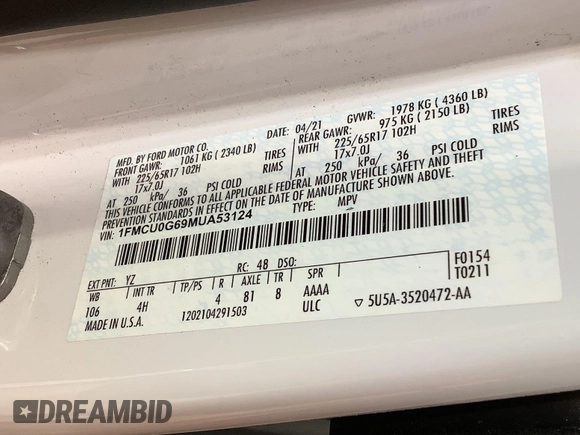 MFD. BY FORD MOTOR CO.
04/21
GVWR: 1978 KG ( 4360 LB)
FRONT GAWR: 1061 KG ( 2340 LB)
REAR GAWR: 975 KG ( 2150 LB)
WITH 225/65R17 102H TIRES
WITH 225/65R17 102H TIRES
17x7.0J RIMS
17x7.0J RIMS
AT 250 kPa/ 36 PSI COLD
AT 250 kPa/ 36 PSI COLD
THIS VEHICLE CONFORMS TO ALL APPLICABLE FEDERAL MOTOR VEHICLE SAFETY AND THEFT
PREVENTION STANDARDS IN EFFECT ON THE DATE OF MANUFACTURE SHOWN ABOVE.
VIN: 1FMCU0G69MUA53124
TYPE: MPV
EXT PNT: YZ RC: 48 DSO:
F0154
T0211
WB INT TR TP/PS R AXLE TR SPR
106 4H 4 81 8 AAAA
ULC
MADE IN U.S.A. 1202104291503
▽ 5U5A-3520472-AA
DREAMBID